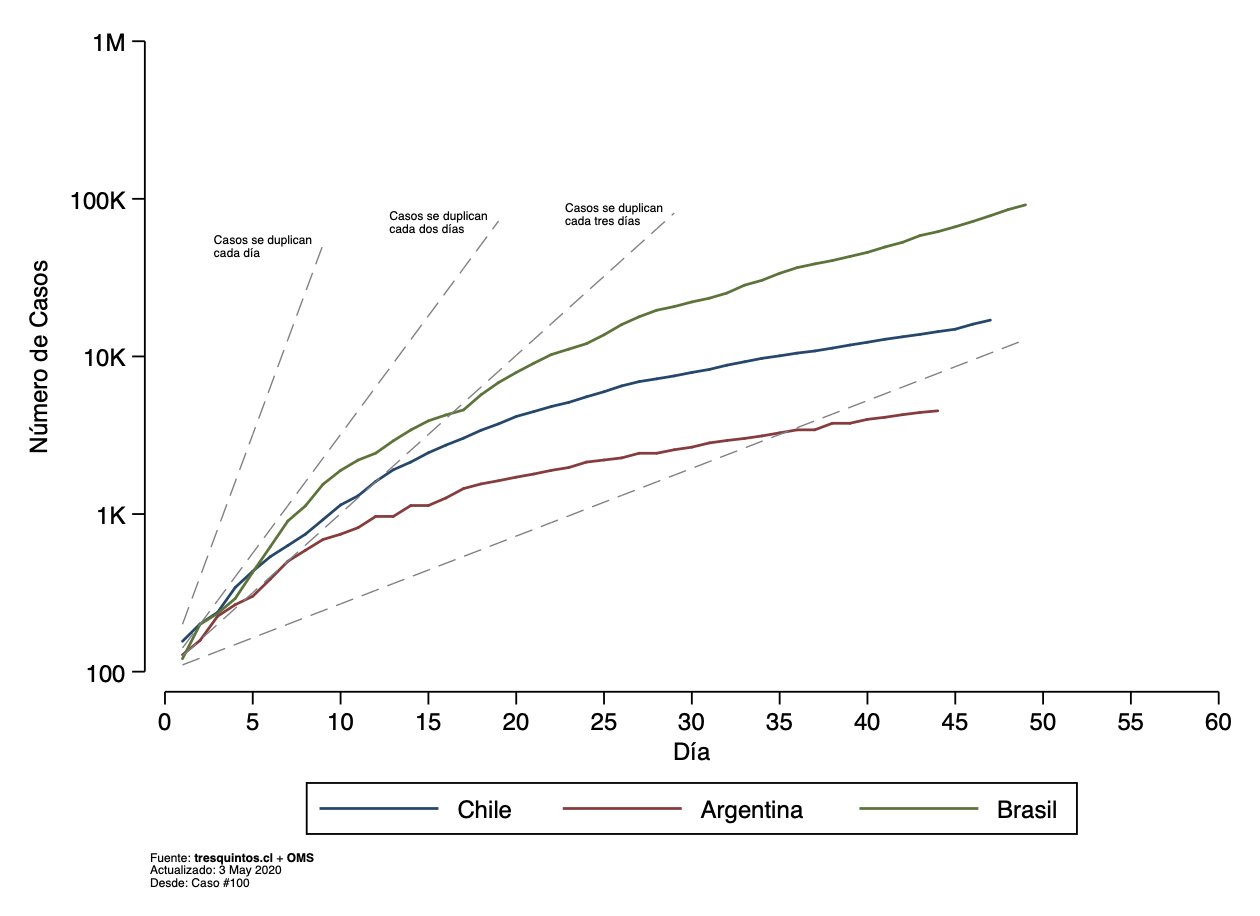 1M
100K
10K
1K
100
Número de Casos
Casos se duplican
cada día
Casos se duplican
cada dos días
Casos se duplican
cada tres días
0 5 10 15 20 25 30 35 40 45 50 55 60
Día
Chile Argentina Brasil
Fuente: tresquintos.cl + OMS
Actualizado: 3 May 2020
Desde: Caso #100